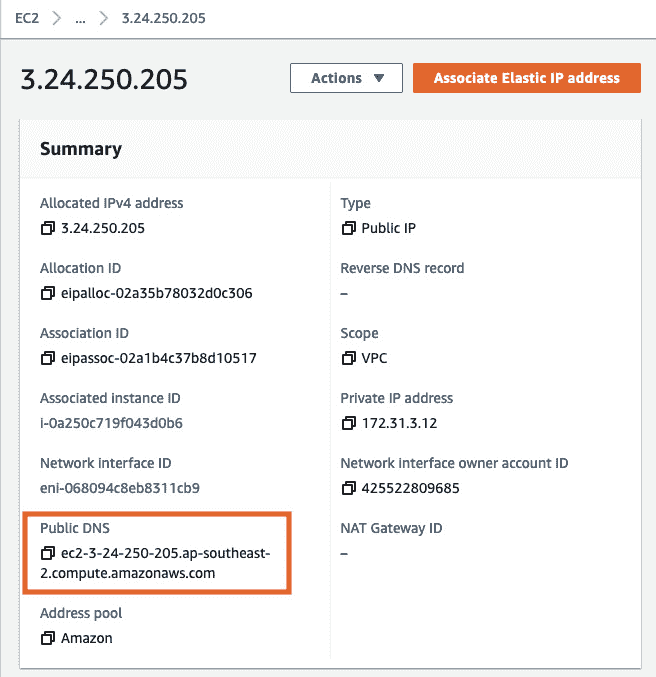 EC2 > ... > 3.24.250.205
3.24.250.205
Actions ▼
Associate Elastic IP address
Summary
Allocated IPv4 address
3.24.250.205
Allocation ID
eipalloc-02a35b78032d0c306
Association ID
eipassoc-02a1b4c37b8d10517
Associated instance ID
i-0a250c719f043d0b6
Network interface ID
eni-068094c8eb8311cb9
Public DNS
ec2-3-24-250-205.ap-southeast-
2.compute.amazonaws.com
Address pool
Amazon
Type
Public IP
Reverse DNS record
–
Scope
VPC
Private IP address
172.31.3.12
Network interface owner account ID
425522809685
NAT Gateway ID
–